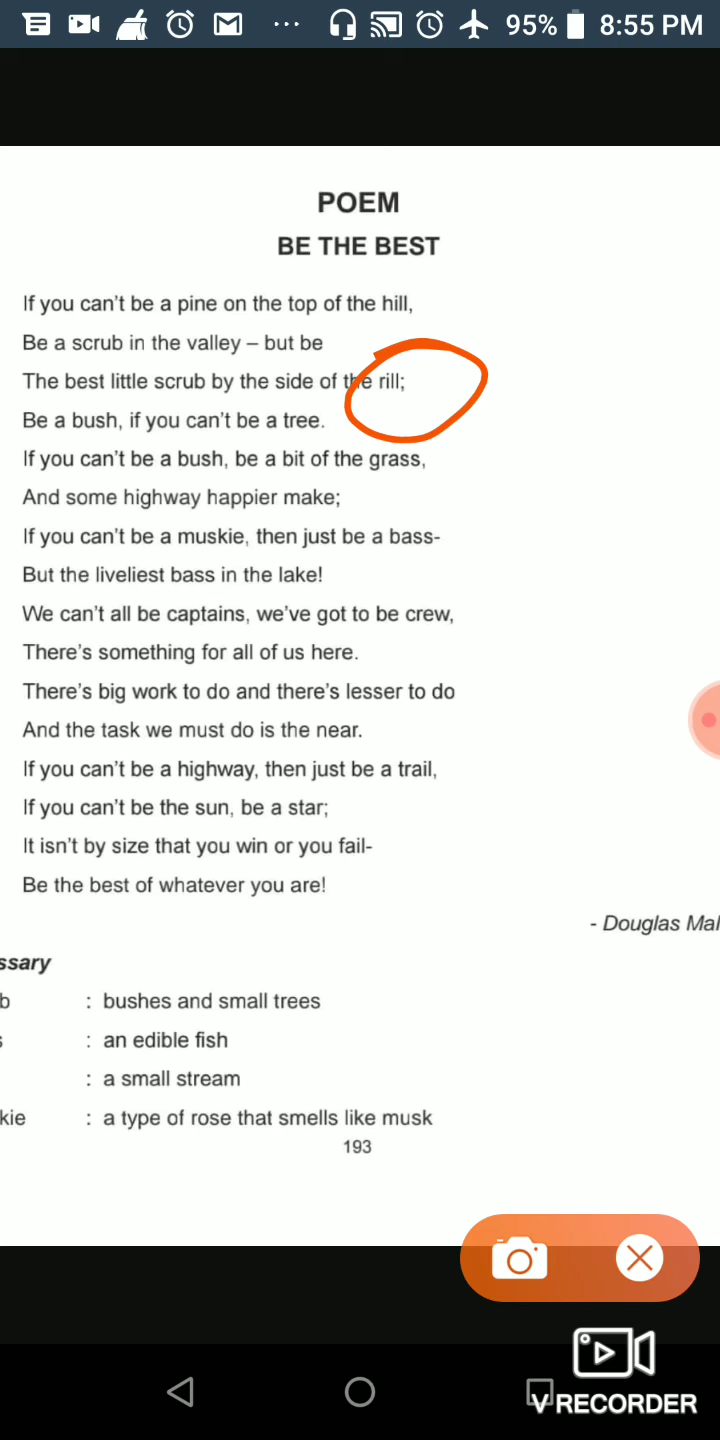 95% 8:55 PM
POEM
BE THE BEST
If you can't be a pine on the top of the hill,
Be a scrub in the valley – but be
The best little scrub by the side of the rill;
Be a bush, if you can't be a tree.
If you can't be a bush, be a bit of the grass,
And some highway happier make;
If you can't be a muskie, then just be a bass-
But the liveliest bass in the lake!
We can't all be captains, we've got to be crew,
There's something for all of us here.
There's big work to do and there's lesser to do
And the task we must do is the near.
If you can't be a highway, then just be a trail,
If you can't be the sun, be a star;
It isn't by size that you win or you fail-
Be the best of whatever you are!
- Douglas Mal
ssary
b : bushes and small trees
s : an edible fish
: a small stream
kie : a type of rose that smells like musk
193
V RECORDER